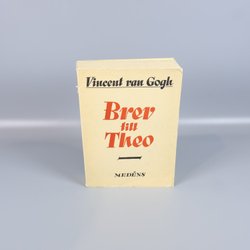 Vincent van Gogh
Brev
till
Theo
MEDÉNS